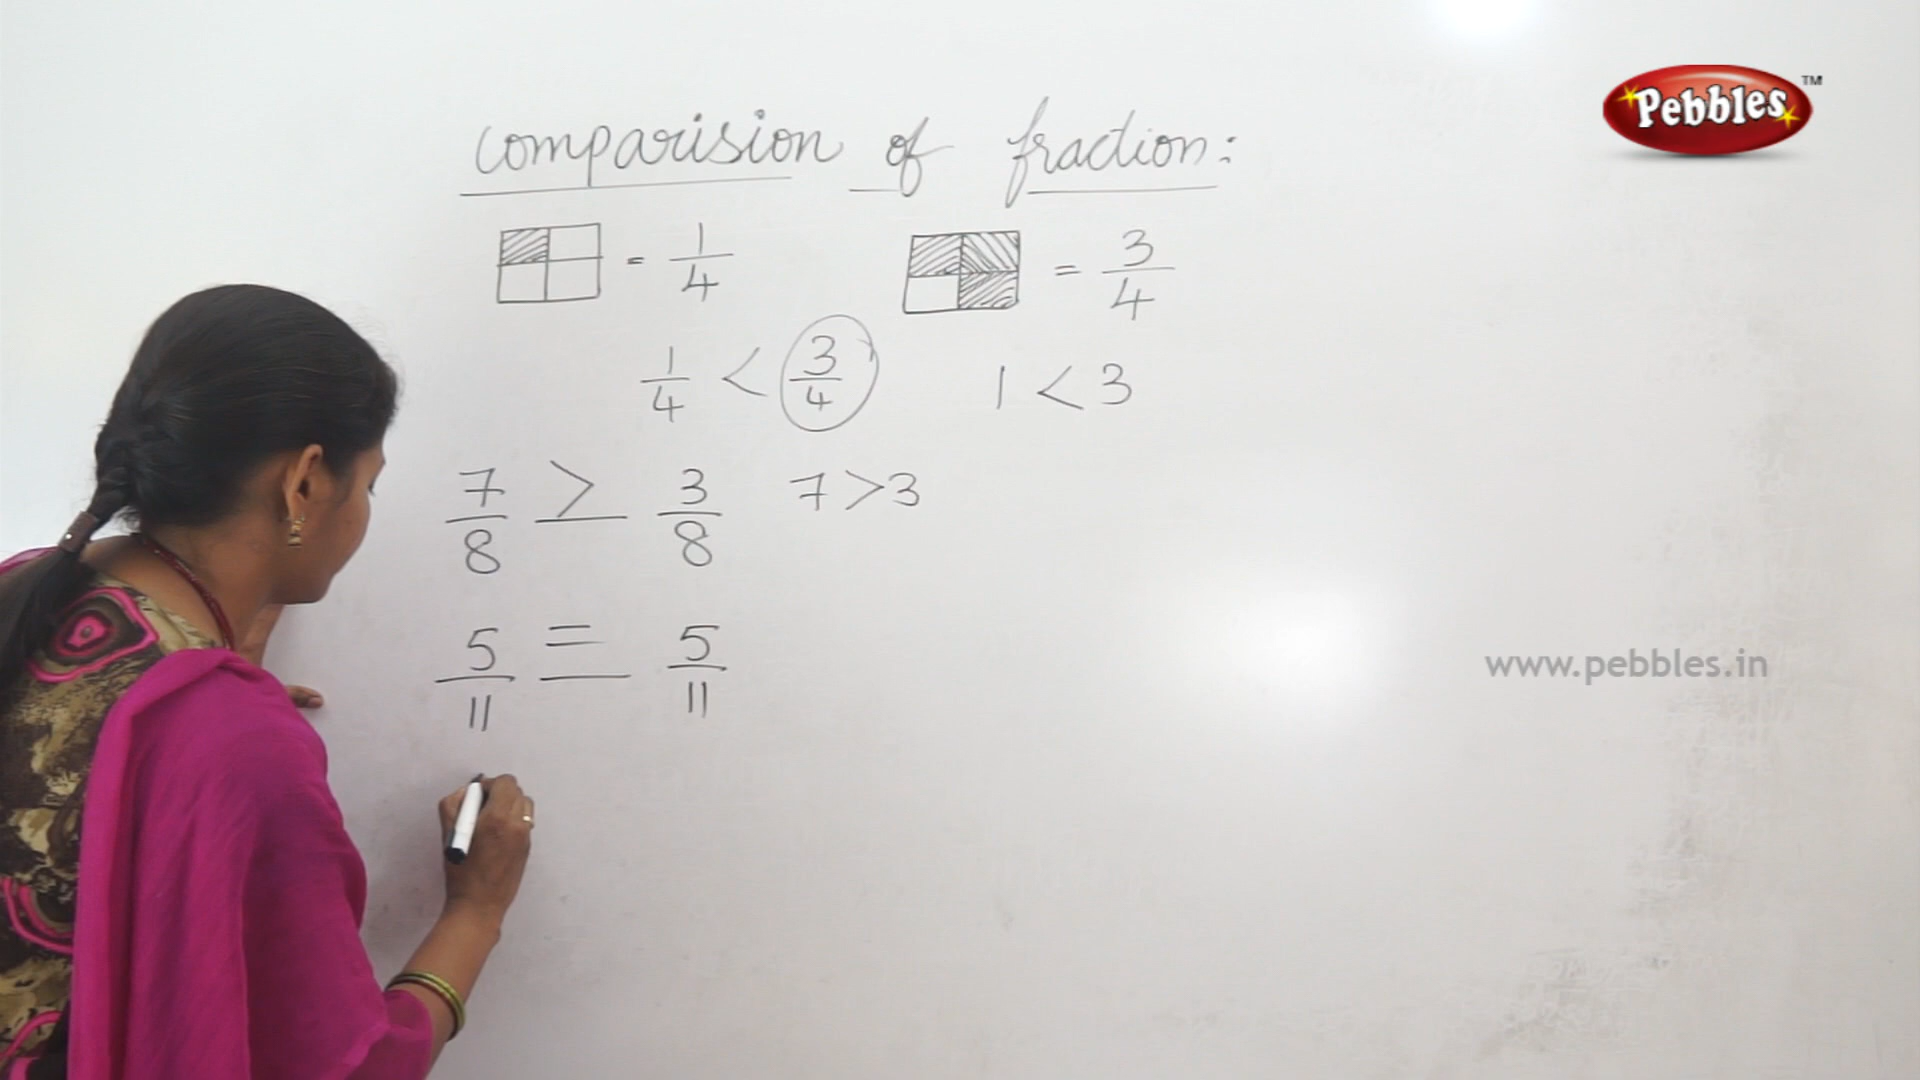 Pebbles TM
comparision of fraction:
= 1/4 = 3/4
1/4 < 3/4 1 < 3
7/8 > 3/8 7 > 3
5/11 = 5/11
www.pebbles.in